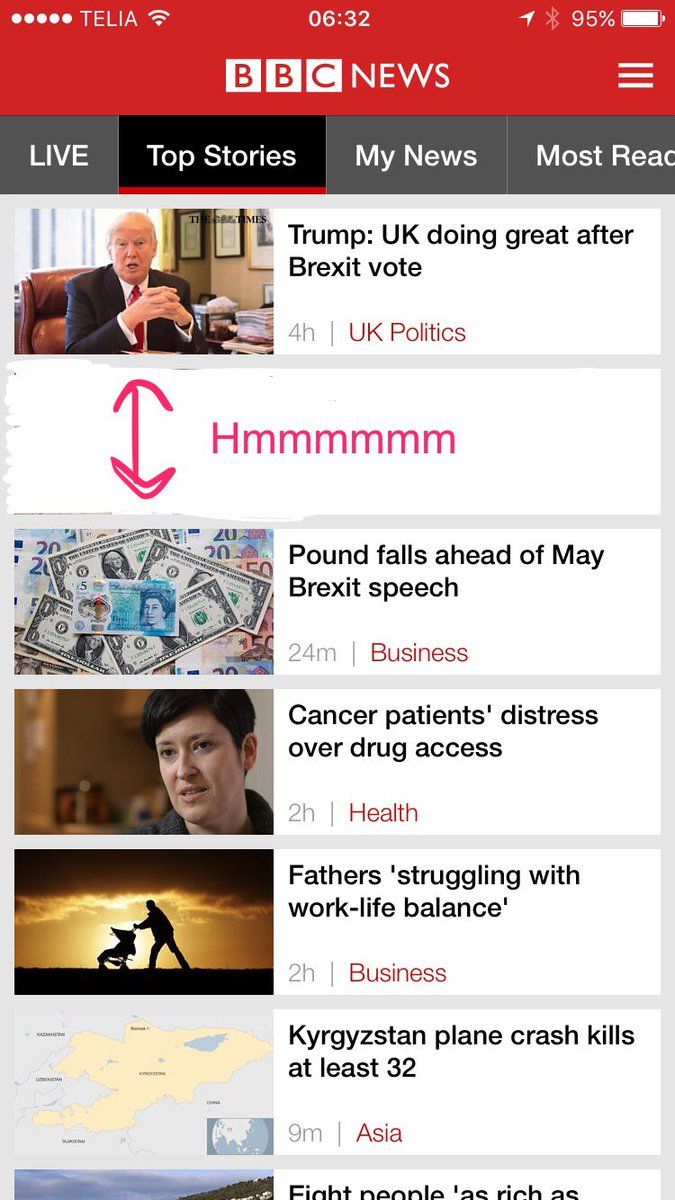 TELIA 06:32 95%
BBC NEWS
LIVE Top Stories My News Most Read
THE TIMES
Trump: UK doing great after
Brexit vote
4h | UK Politics
Hmmmmmm
Pound falls ahead of May
Brexit speech
24m | Business
Cancer patients' distress
over drug access
2h | Health
Fathers 'struggling with
work-life balance'
2h | Business
KAZAKHSTAN
Bishkek
UZBEKISTAN
KYRGYZSTAN
CHINA
TAJIKISTAN
Kyrgyzstan plane crash kills
at least 32
9m | Asia
Eight people 'as rich as